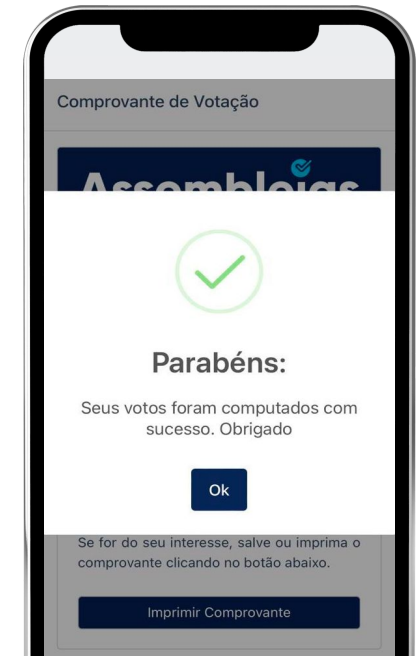 Comprovante de Votação
Assembleias
Parabéns:
Seus votos foram computados com
sucesso. Obrigado
Ok
Se for do seu interesse, salve ou imprima o
comprovante clicando no botão abaixo.
Imprimir Comprovante